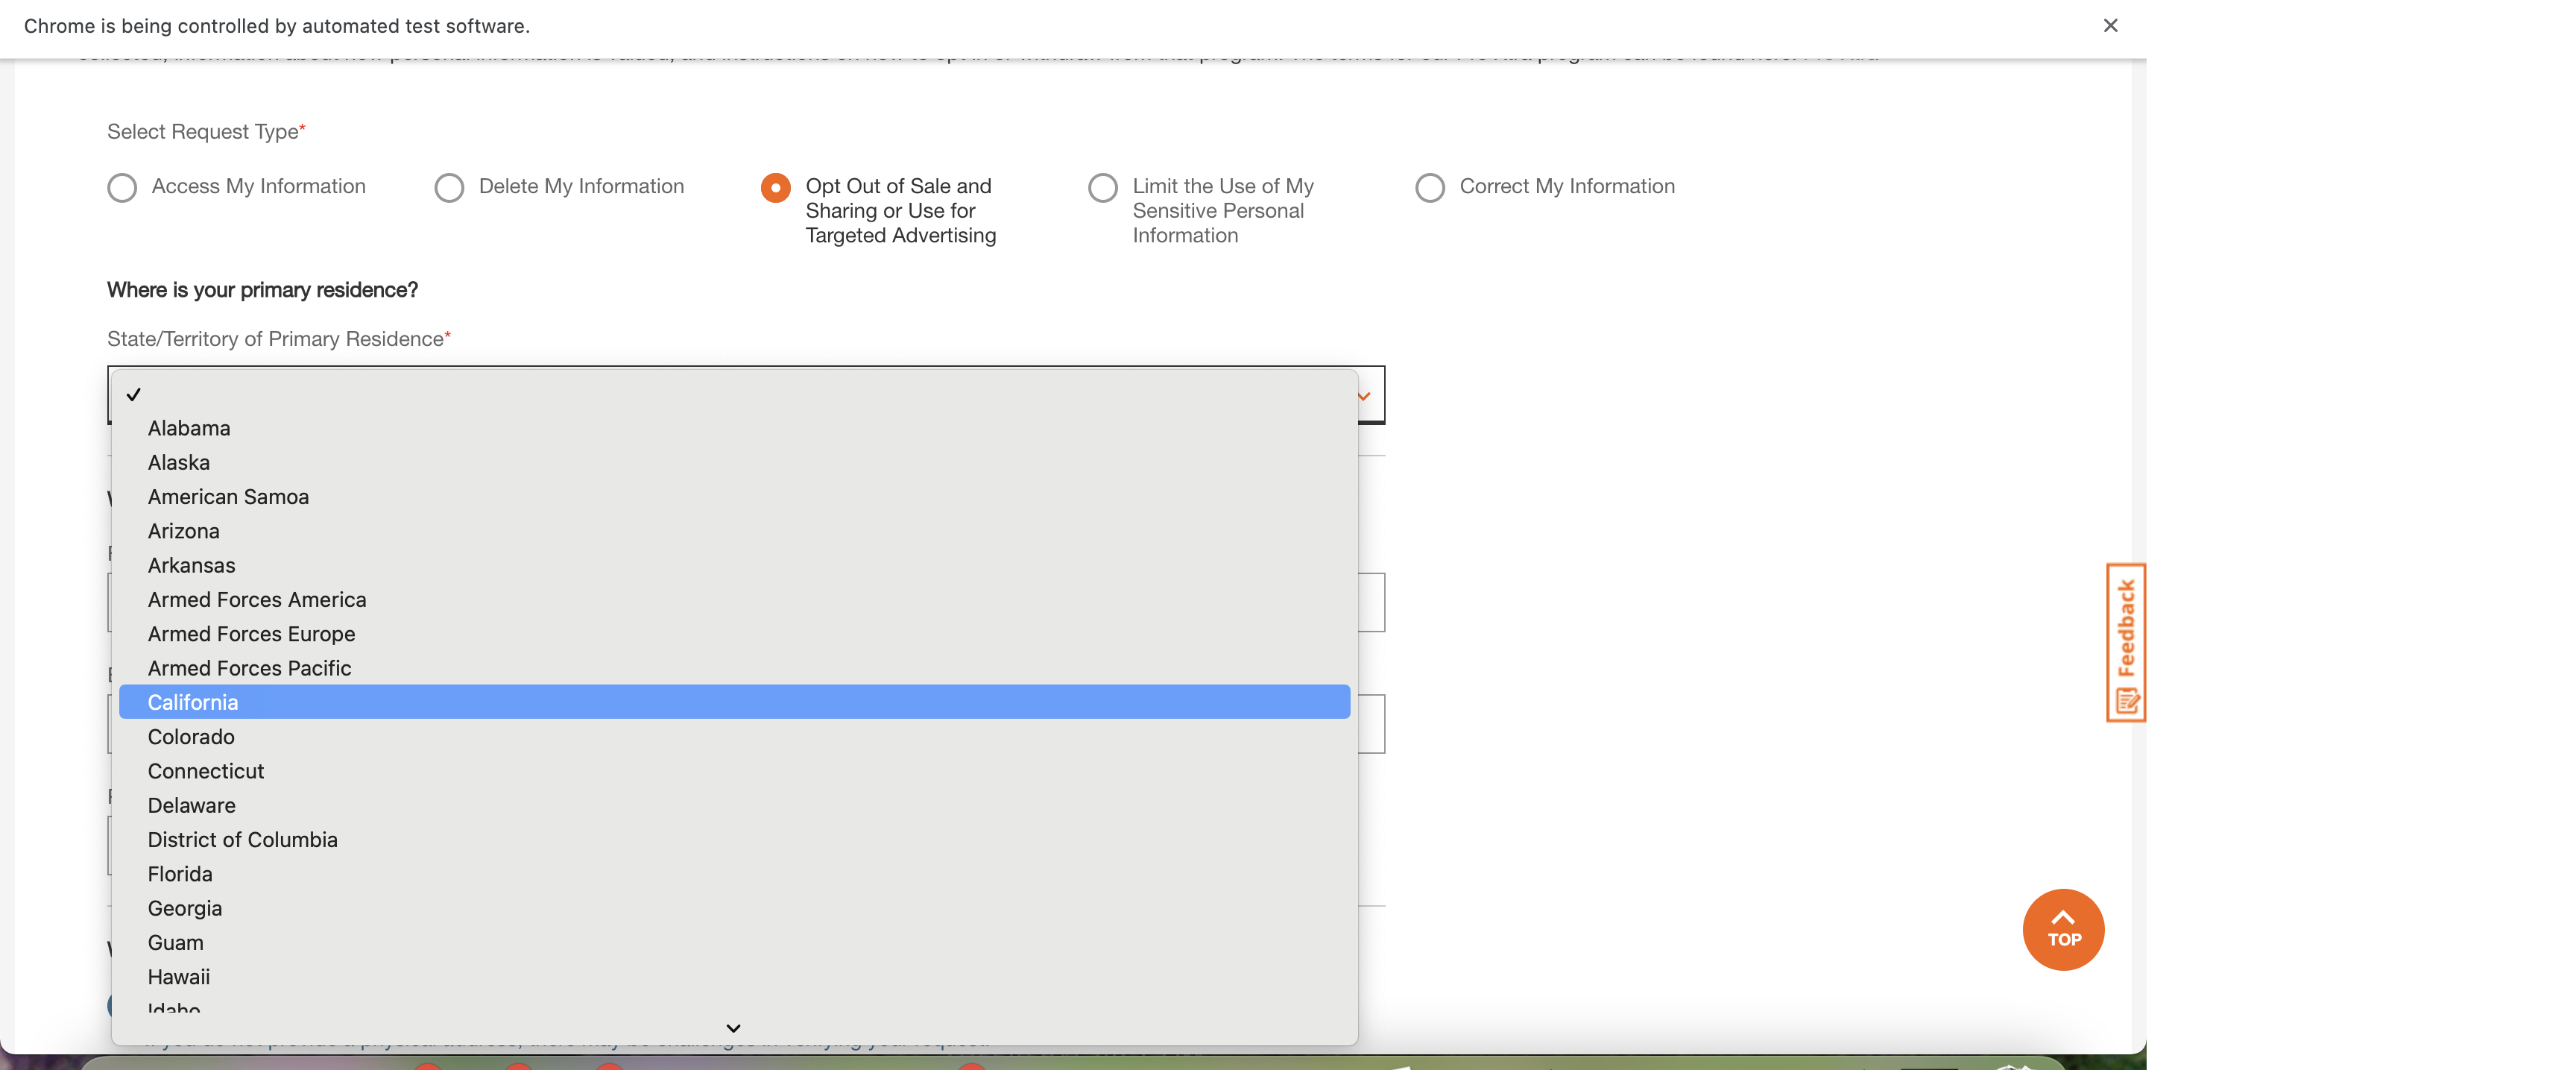 Chrome is being controlled by automated test software.
Select Request Type*
Access My Information
Delete My Information
Opt Out of Sale and
Sharing or Use for
Targeted Advertising
Limit the Use of My
Sensitive Personal
Information
Correct My Information
Where is your primary residence?
State/Territory of Primary Residence*
Alabama
Alaska
American Samoa
Arizona
Arkansas
Armed Forces America
Armed Forces Europe
Armed Forces Pacific
California
Colorado
Connecticut
Delaware
District of Columbia
Florida
Georgia
Guam
Hawaii
Idaho
Feedback
TOP